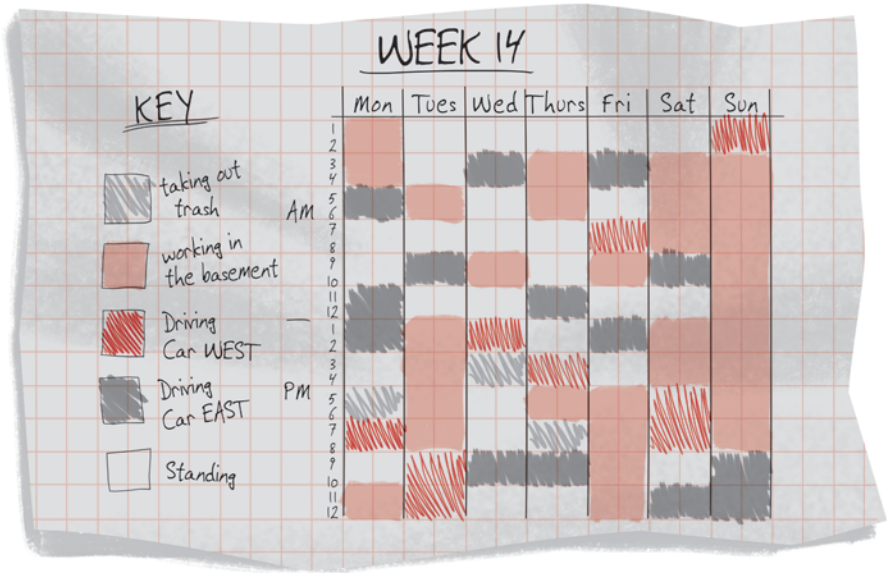 WEEK 14
KEY
taking out
trash
working in
the basement
Driving
Car WEST
Driving
Car EAST
Standing
Mon Tues Wed Thurs Fri Sat Sun
AM
1
2
3
4
5
6
7
8
9
10
11
12
—
PM
1
2
3
4
5
6
7
8
9
10
11
12